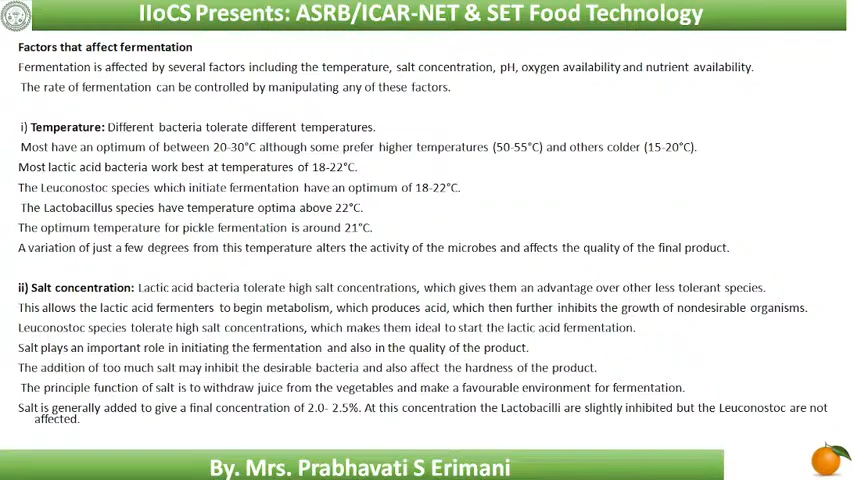 IIoCS Presents: ASRB/ICAR-NET & SET Food Technology
Factors that affect fermentation
Fermentation is affected by several factors including the temperature, salt concentration, pH, oxygen availability and nutrient availability.
The rate of fermentation can be controlled by manipulating any of these factors.
i) Temperature: Different bacteria tolerate different temperatures.
Most have an optimum of between 20-30°C although some prefer higher temperatures (50-55°C) and others colder (15-20°C).
Most lactic acid bacteria work best at temperatures of 18-22°C.
The Leuconostoc species which initiate fermentation have an optimum of 18-22°C.
The Lactobacillus species have temperature optima above 22°C.
The optimum temperature for pickle fermentation is around 21°C.
A variation of just a few degrees from this temperature alters the activity of the microbes and affects the quality of the final product.
ii) Salt concentration: Lactic acid bacteria tolerate high salt concentrations, which gives them an advantage over other less tolerant species.
This allows the lactic acid fermenters to begin metabolism, which produces acid, which then further inhibits the growth of nondesirable organisms.
Leuconostoc species tolerate high salt concentrations, which makes them ideal to start the lactic acid fermentation.
Salt plays an important role in initiating the fermentation and also in the quality of the product.
The addition of too much salt may inhibit the desirable bacteria and also affect the hardness of the product.
The principle function of salt is to withdraw juice from the vegetables and make a favourable environment for fermentation.
Salt is generally added to give a final concentration of 2.0- 2.5%. At this concentration the Lactobacilli are slightly inhibited but the Leuconostoc are not
affected.
By. Mrs. Prabhavati S Erimani